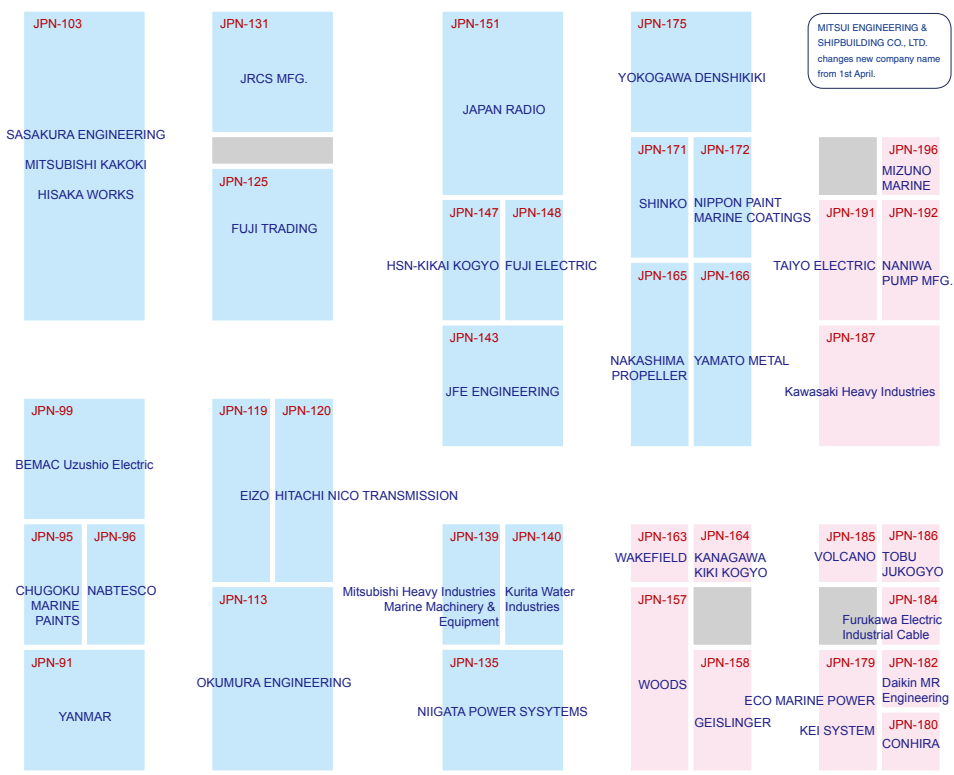 JPN-103
SASAKURA ENGINEERING
MITSUBISHI KAKOKI
HISAKA WORKS
JPN-131
JRCS MFG.
JPN-125
FUJI TRADING
JPN-151
JAPAN RADIO
JPN-147
HSN-KIKAI KOGYO
JPN-148
FUJI ELECTRIC
JPN-143
JFE ENGINEERING
JPN-175
YOKOGAWA DENSHIKIKI
JPN-171
SHINKO
JPN-172
NIPPON PAINT
MARINE COATINGS
JPN-165
NAKASHIMA
PROPELLER
JPN-166
YAMATO METAL
MITSUI ENGINEERING &
SHIPBUILDING CO., LTD.
changes new company name
from 1st April.
JPN-196
MIZUNO
MARINE
JPN-191
TAIYO ELECTRIC
JPN-192
NANIWA
PUMP MFG.
JPN-187
Kawasaki Heavy Industries
JPN-99
BEMAC Uzushio Electric
JPN-95
CHUGOKU
MARINE
PAINTS
JPN-96
NABTESCO
JPN-91
YANMAR
JPN-119
EIZO
JPN-120
HITACHI NICO TRANSMISSION
JPN-113
OKUMURA ENGINEERING
JPN-139
Mitsubishi Heavy Industries
Marine Machinery &
Equipment
JPN-140
Kurita Water
Industries
JPN-135
NIIGATA POWER SYSYTEMS
JPN-163
WAKEFIELD
JPN-164
KANAGAWA
KIKI KOGYO
JPN-157
WOODS
JPN-158
GEISLINGER
JPN-185
VOLCANO
JPN-186
TOBU
JUKOGYO
JPN-184
Furukawa Electric
Industrial Cable
JPN-179
ECO MARINE POWER
KEI SYSTEM
JPN-182
Daikin MR
Engineering
JPN-180
CONHIRA